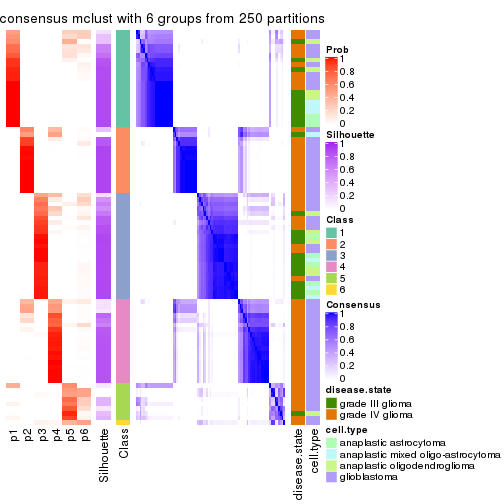 consensus mclust with 6 groups from 250 partitions
Prob
1
0.8
0.6
0.4
0.2
0
Silhouette
1
0.8
0.6
0.4
0.2
0
Class
1
2
3
4
5
6
Consensus
1
0.8
0.6
0.4
0.2
0
disease.state
grade III glioma
grade IV glioma
cell.type
anaplastic astrocytoma
anaplastic mixed oligo-astrocytoma
anaplastic oligodendroglioma
glioblastoma
p1
p2
p3
p4
p5
p6
Silhouette
Class
disease.state
cell.type